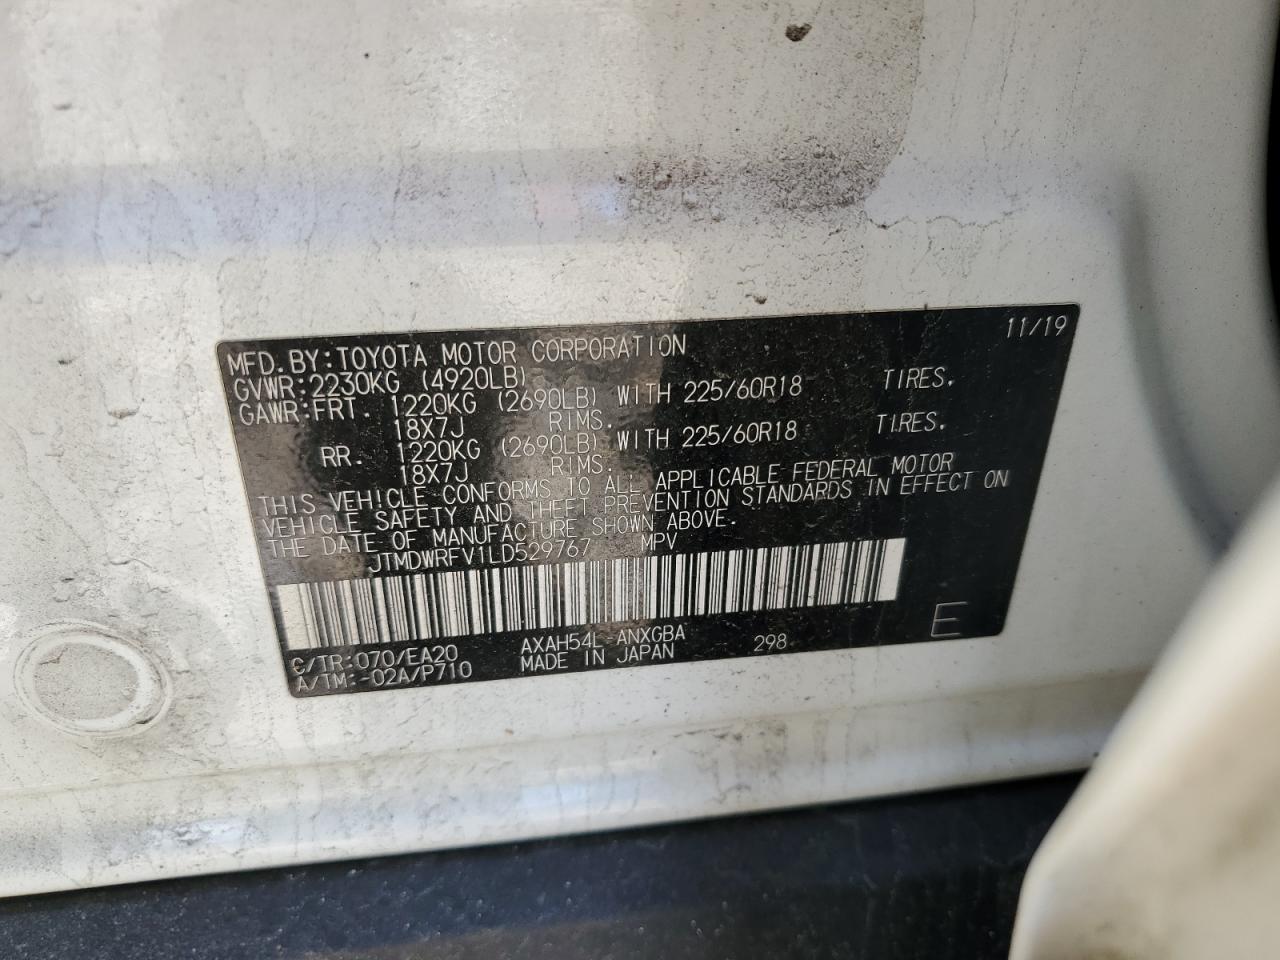 11/19
MFD. BY: TOYOTA MOTOR CORPORATION
GVWR: 2230KG (4920LB)
GAWR: FRT. 1220KG (2690LB) WITH 225/60R18 TIRES.
18X7J RIMS.
RR. 1220KG (2690LB) WITH 225/60R18 TIRES.
18X7J RIMS.
THIS VEHICLE CONFORMS TO ALL APPLICABLE FEDERAL MOTOR
VEHICLE SAFETY AND THEFT PREVENTION STANDARDS IN EFFECT ON
THE DATE OF MANUFACTURE SHOWN ABOVE.
JTMDWRFV1LD529767 MPV
C/TR: 070/EA20 AXAH54L-ANXGBA 298 E
A/TM: -02A/P710 MADE IN JAPAN